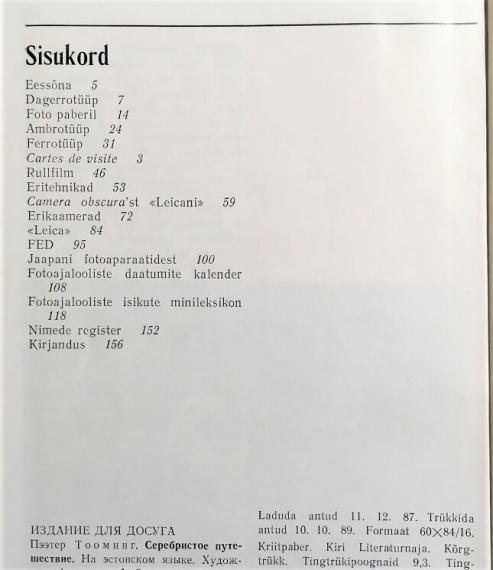 Sisukord
Eessõna 5
Dagerrotüüp 7
Foto paberil 14
Ambrotüüp 24
Ferrotüüp 31
Cartes de visite 3
Rullfilm 46
Eritehnikad 53
Camera obscura'st «Leicani» 59
Erikaamerad 72
«Leica» 84
FED 95
Jaapani fotoaparaatidest 100
Fotoajalooliste daatumite kalender
108
Fotoajalooliste isikute minileksikon
118
Nimede register 152
Kirjandus 156
ИЗДАНИЕ ДЛЯ ДОСУГА
Пээтер Тооминг. Серебристое путе-
шествие. На эстонском языке. Худож-
Laduda antud 11. 12. 87. Trükkida
antud 10. 10. 89. Formaat 60×84/16.
Kriitpaber. Kiri Literaturnaja. Kõrg-
trükk. Tingtrükipoognaid 9,3. Ting-